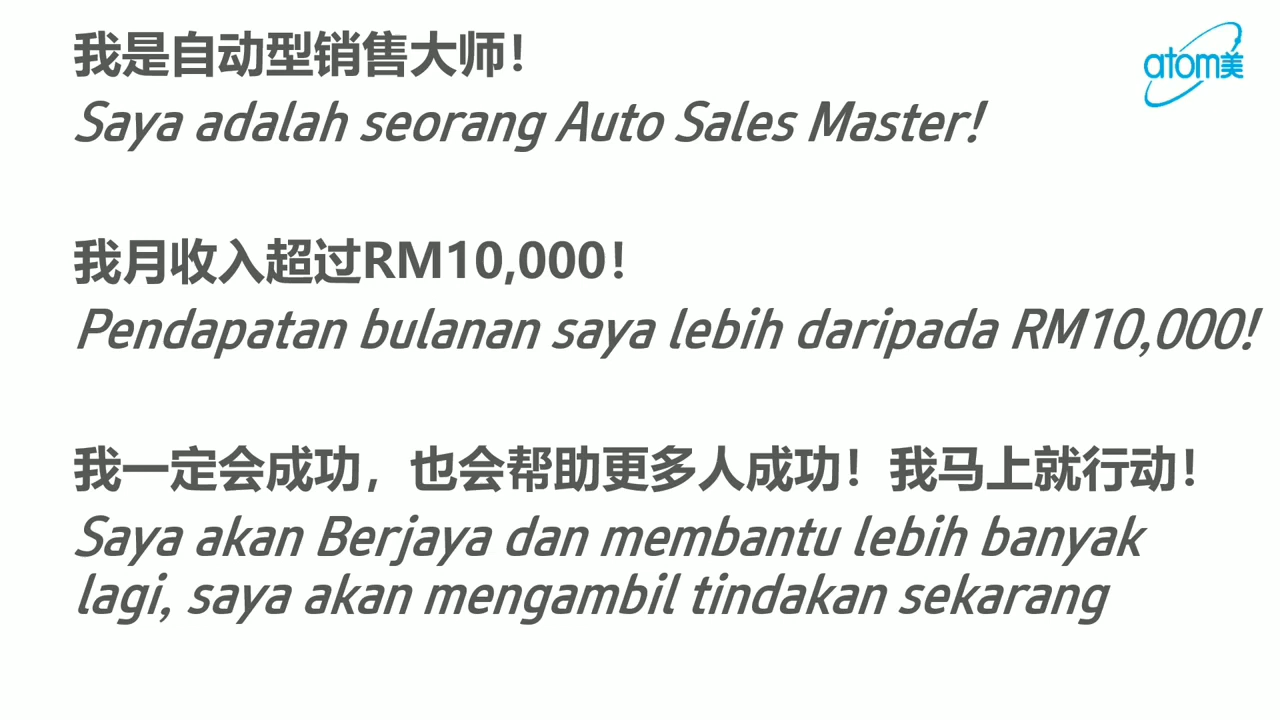 我是自动型销售大师！
atom美
Saya adalah seorang Auto Sales Master!
我月收入超过RM10,000！
Pendapatan bulanan saya lebih daripada RM10,000!
我一定会成功，也会帮助更多人成功！我马上就行动！
Saya akan Berjaya dan membantu lebih banyak
lagi, saya akan mengambil tindakan sekarang